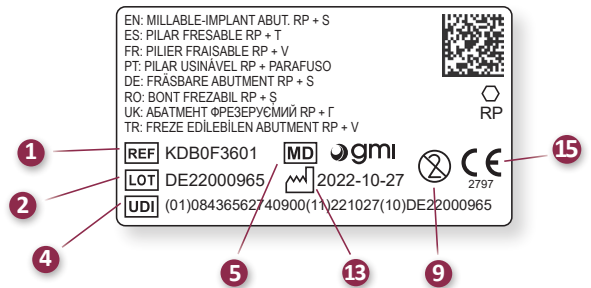 EN: MILLABLE-IMPLANT ABUT. RP + S
ES: PILAR FRESABLE RP + T
FR: PILIER FRAISABLE RP + V
PT: PILAR USINÁVEL RP + PARAFUSO
DE: FRÄSBARE ABUTMENT RP + S
RO: BONT FREZABIL RP + Ș
UK: АБАТМЕНТ ФРЕЗЕРУЄМИЙ RP + Г
TR: FREZE EDİLEBİLEN ABUTMENT RP + V
RP
1 REF KDB0F3601 MD gmi 15
2 LOT DE22000965 2022-10-27 2 CE 2797
4 UDI (01)08436562740900(11)221027(10)DE22000965
5 13 9